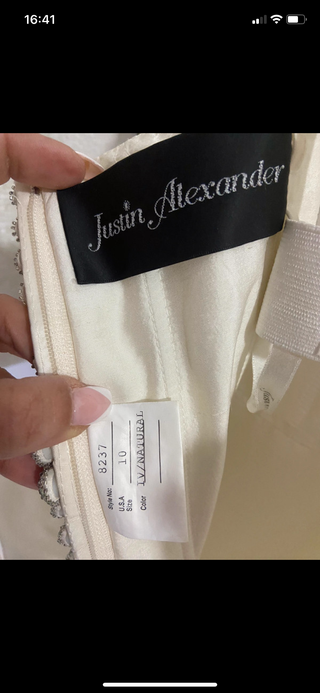 16:41
Justin Alexander
Style No: 8237
U.S.A Size 10
Color IV/NATURAL